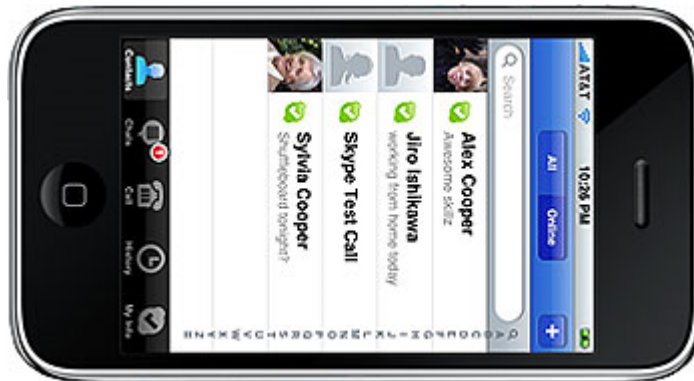 AT&T 10:26 PM
All Online +
Search
Alex Cooper
Awesome skillz
Jiro Ishikawa
working from home today
Skype Test Call
Sylvia Cooper
Shuffleboard tonight?
A
B
C
D
E
F
G
H
I
J
K
L
M
N
O
P
Q
R
S
T
U
V
W
X
Y
Z
#
Contacts Chats Call History My Info